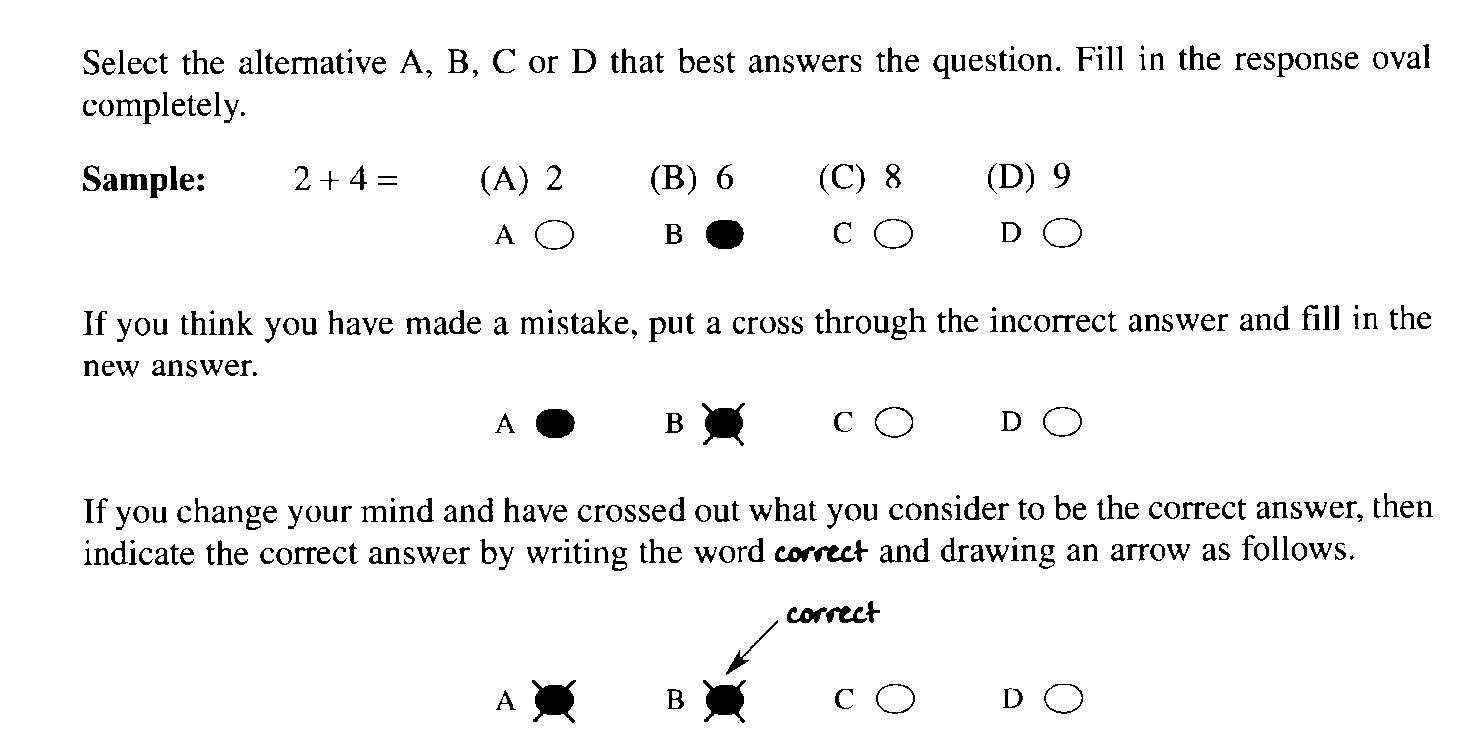 Select the alternative A, B, C or D that best answers the question. Fill in the response oval
completely.
Sample: 2 + 4 = (A) 2 (B) 6 (C) 8 (D) 9
A B C D
If you think you have made a mistake, put a cross through the incorrect answer and fill in the
new answer.
A B C D
If you change your mind and have crossed out what you consider to be the correct answer, then
indicate the correct answer by writing the word correct and drawing an arrow as follows.
correct
A B C D